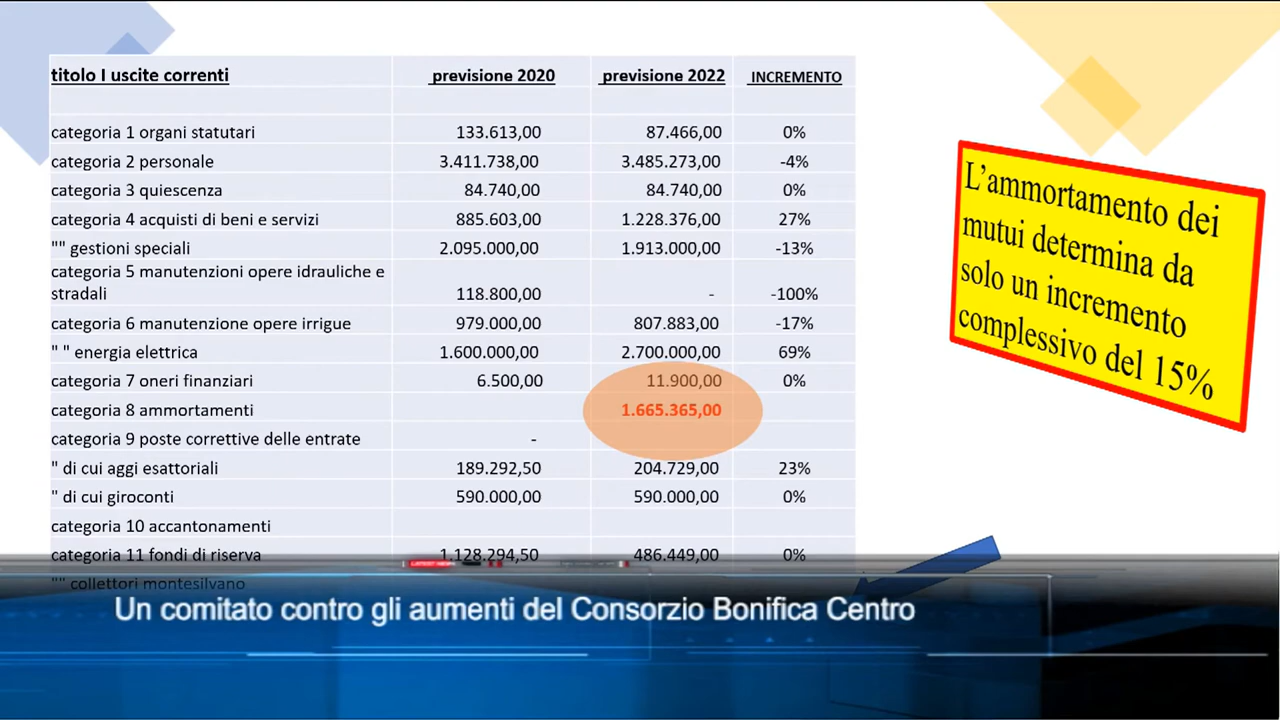 titolo I uscite correnti previsione 2020 previsione 2022 INCREMENTO
categoria 1 organi statutari 133.613,00 87.466,00 0%
categoria 2 personale 3.411.738,00 3.485.273,00 -4%
categoria 3 quiescenza 84.740,00 84.740,00 0%
categoria 4 acquisti di beni e servizi 885.603,00 1.228.376,00 27%
"" gestioni speciali 2.095.000,00 1.913.000,00 -13%
categoria 5 manutenzioni opere idrauliche e
stradali 118.800,00 - -100%
categoria 6 manutenzione opere irrigue 979.000,00 807.883,00 -17%
" " energia elettrica 1.600.000,00 2.700.000,00 69%
categoria 7 oneri finanziari 6.500,00 11.900,00 0%
categoria 8 ammortamenti 1.665.365,00
categoria 9 poste correttive delle entrate -
" di cui aggi esattoriali 189.292,50 204.729,00 23%
" di cui giroconti 590.000,00 590.000,00 0%
categoria 10 accantonamenti
categoria 11 fondi di riserva 1.128.294,50 486.449,00 0%
"" collettori montesilvano
L'ammortamento dei
mutui determina da
solo un incremento
complessivo del 15%
LATEST NEWS
Un comitato contro gli aumenti del Consorzio Bonifica Centro